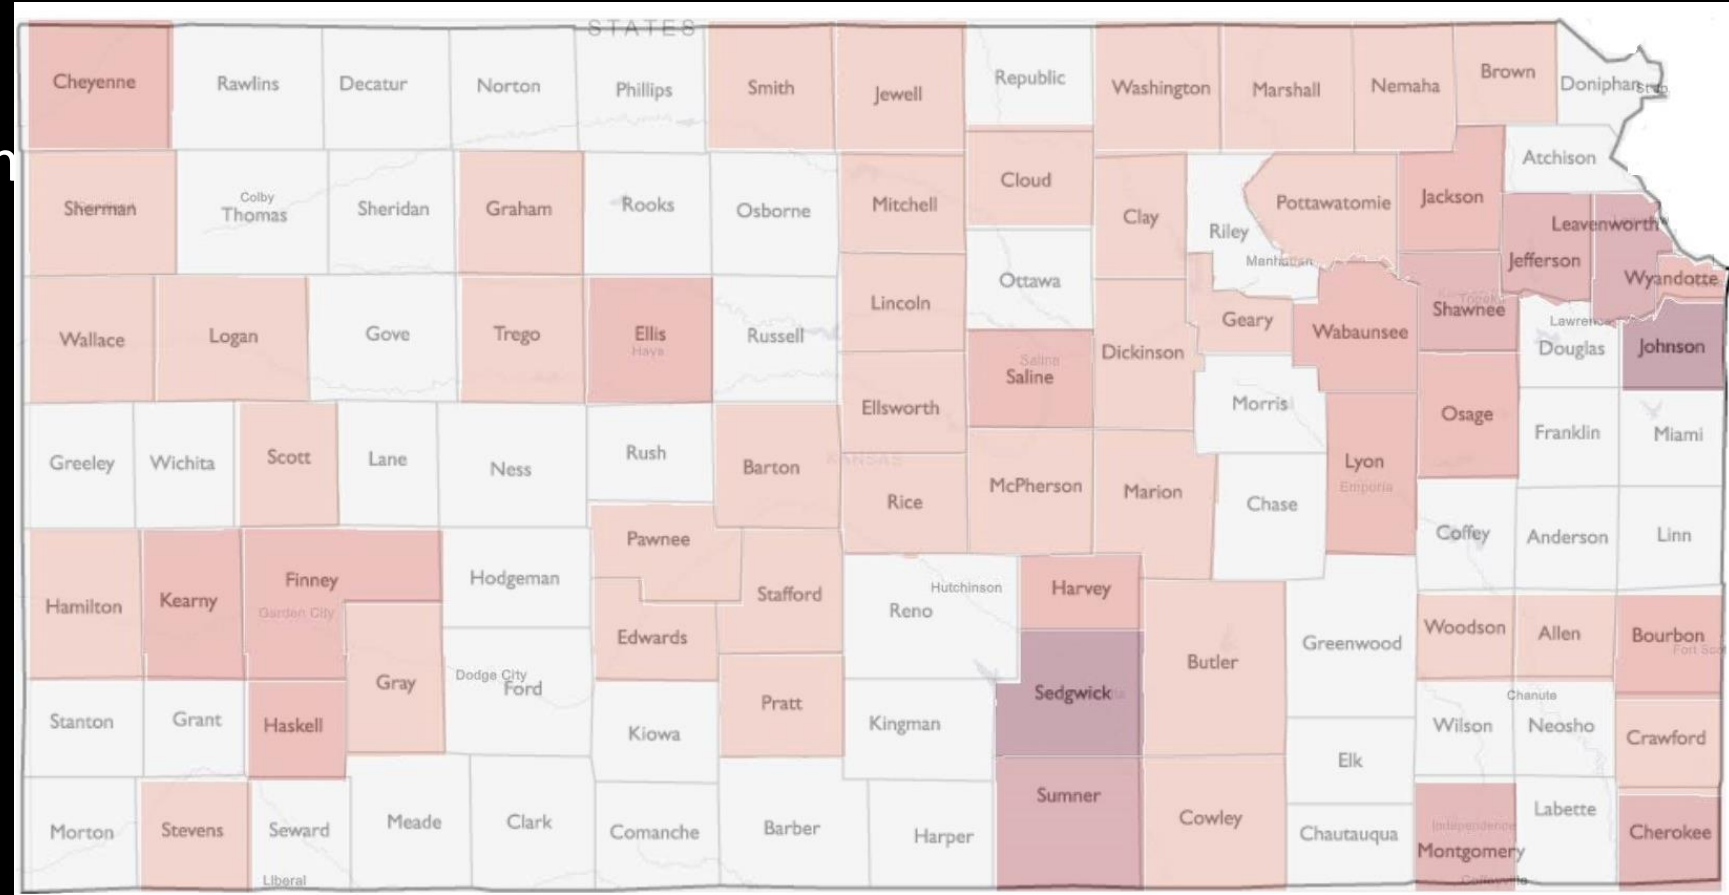 STATES
Cheyenne
Rawlins
Decatur
Norton
Phillips
Smith
Jewell
Republic
Washington
Marshall
Nemaha
Brown
Doniphan
n
Sherman
Colby
Thomas
Sheridan
Graham
Rooks
Osborne
Mitchell
Cloud
Clay
Riley
Manhattan
Pottawatomie
Jackson
Atchison
Leavenworth
Jefferson
Wyandotte
Ottawa
Lincoln
Wallace
Logan
Gove
Trego
Ellis
Hays
Russell
Saline
Salina
Dickinson
Geary
Wabaunsee
Shawnee
Topeka
Lawrence
Douglas
Johnson
Ellsworth
Morris
Osage
Franklin
Miami
Greeley
Wichita
Scott
Lane
Ness
Rush
Barton
KANSAS
Rice
McPherson
Marion
Chase
Lyon
Emporia
Coffey
Anderson
Linn
Hamilton
Kearny
Finney
Garden City
Hodgeman
Pawnee
Edwards
Stafford
Reno
Hutchinson
Harvey
Butler
Greenwood
Woodson
Allen
Bourbon
Fort Scot
Gray
Dodge City
Ford
Stanton
Grant
Haskell
Kiowa
Pratt
Kingman
Sedgwick
Elk
Wilson
Chanute
Neosho
Crawford
Morton
Stevens
Seward
Liberal
Meade
Clark
Comanche
Barber
Harper
Sumner
Cowley
Chautauqua
Independence
Montgomery
Coffeyville
Labette
Cherokee